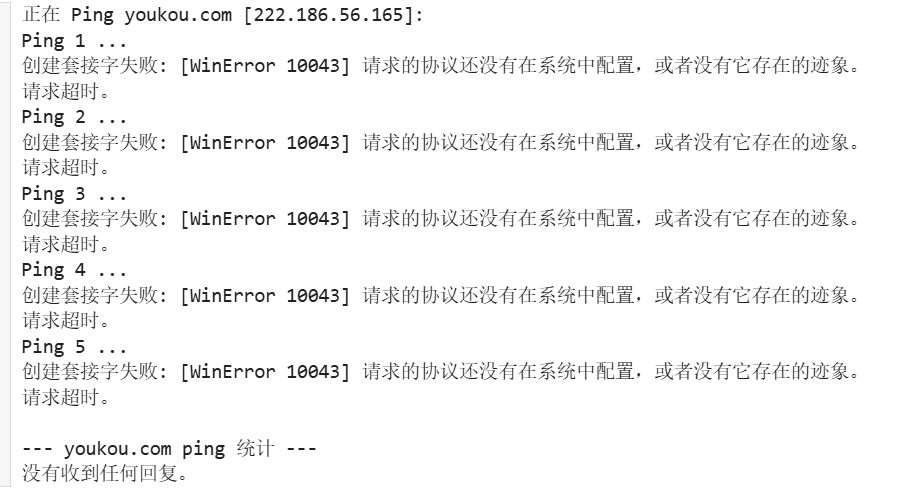 正在 Ping youkou.com [222.186.56.165]:
Ping 1 ...
创建套接字失败: [WinError 10043] 请求的协议还没有在系统中配置，或者没有它存在的迹象。
请求超时。
Ping 2 ...
创建套接字失败: [WinError 10043] 请求的协议还没有在系统中配置，或者没有它存在的迹象。
请求超时。
Ping 3 ...
创建套接字失败: [WinError 10043] 请求的协议还没有在系统中配置，或者没有它存在的迹象。
请求超时。
Ping 4 ...
创建套接字失败: [WinError 10043] 请求的协议还没有在系统中配置，或者没有它存在的迹象。
请求超时。
Ping 5 ...
创建套接字失败: [WinError 10043] 请求的协议还没有在系统中配置，或者没有它存在的迹象。
请求超时。
--- youkou.com ping 统计 ---
没有收到任何回复。